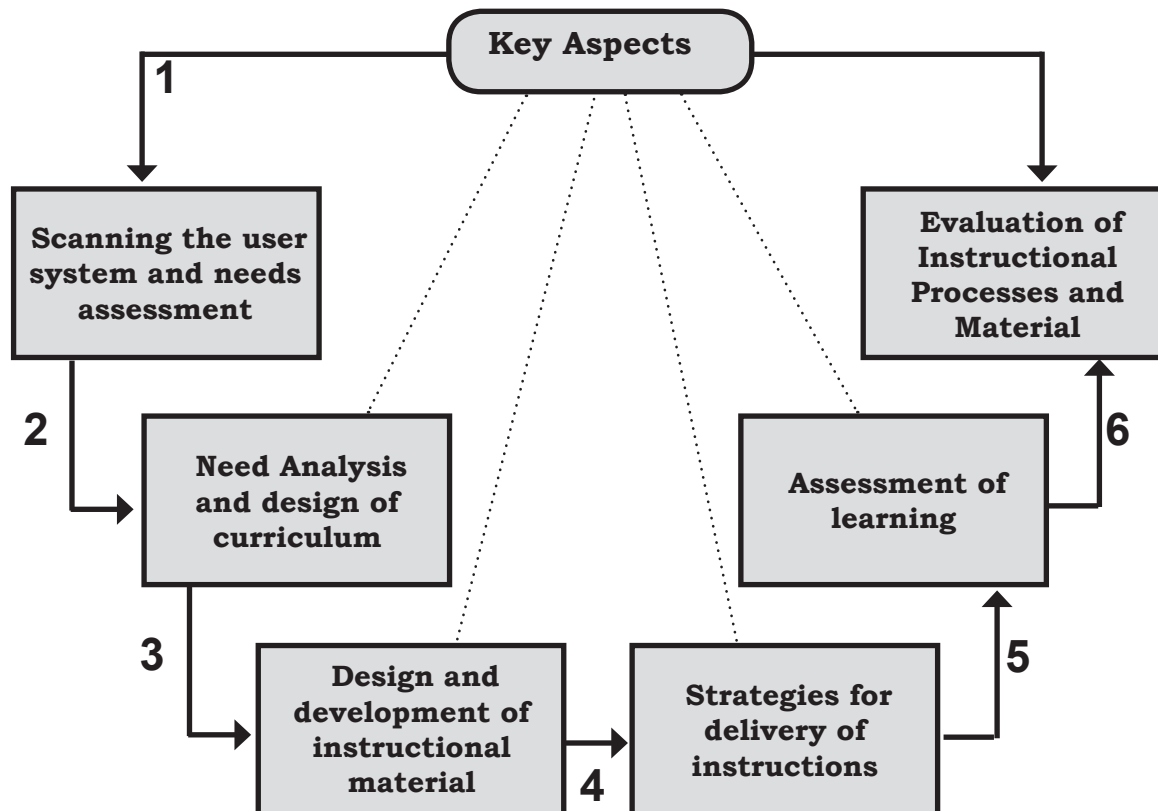 Key Aspects
1
Scanning the user
system and needs
assessment
2
Need Analysis
and design of
curriculum
3
Design and
development of
instructional
material
4
Strategies for
delivery of
instructions
5
Assessment of
learning
6
Evaluation of
Instructional
Processes and
Material